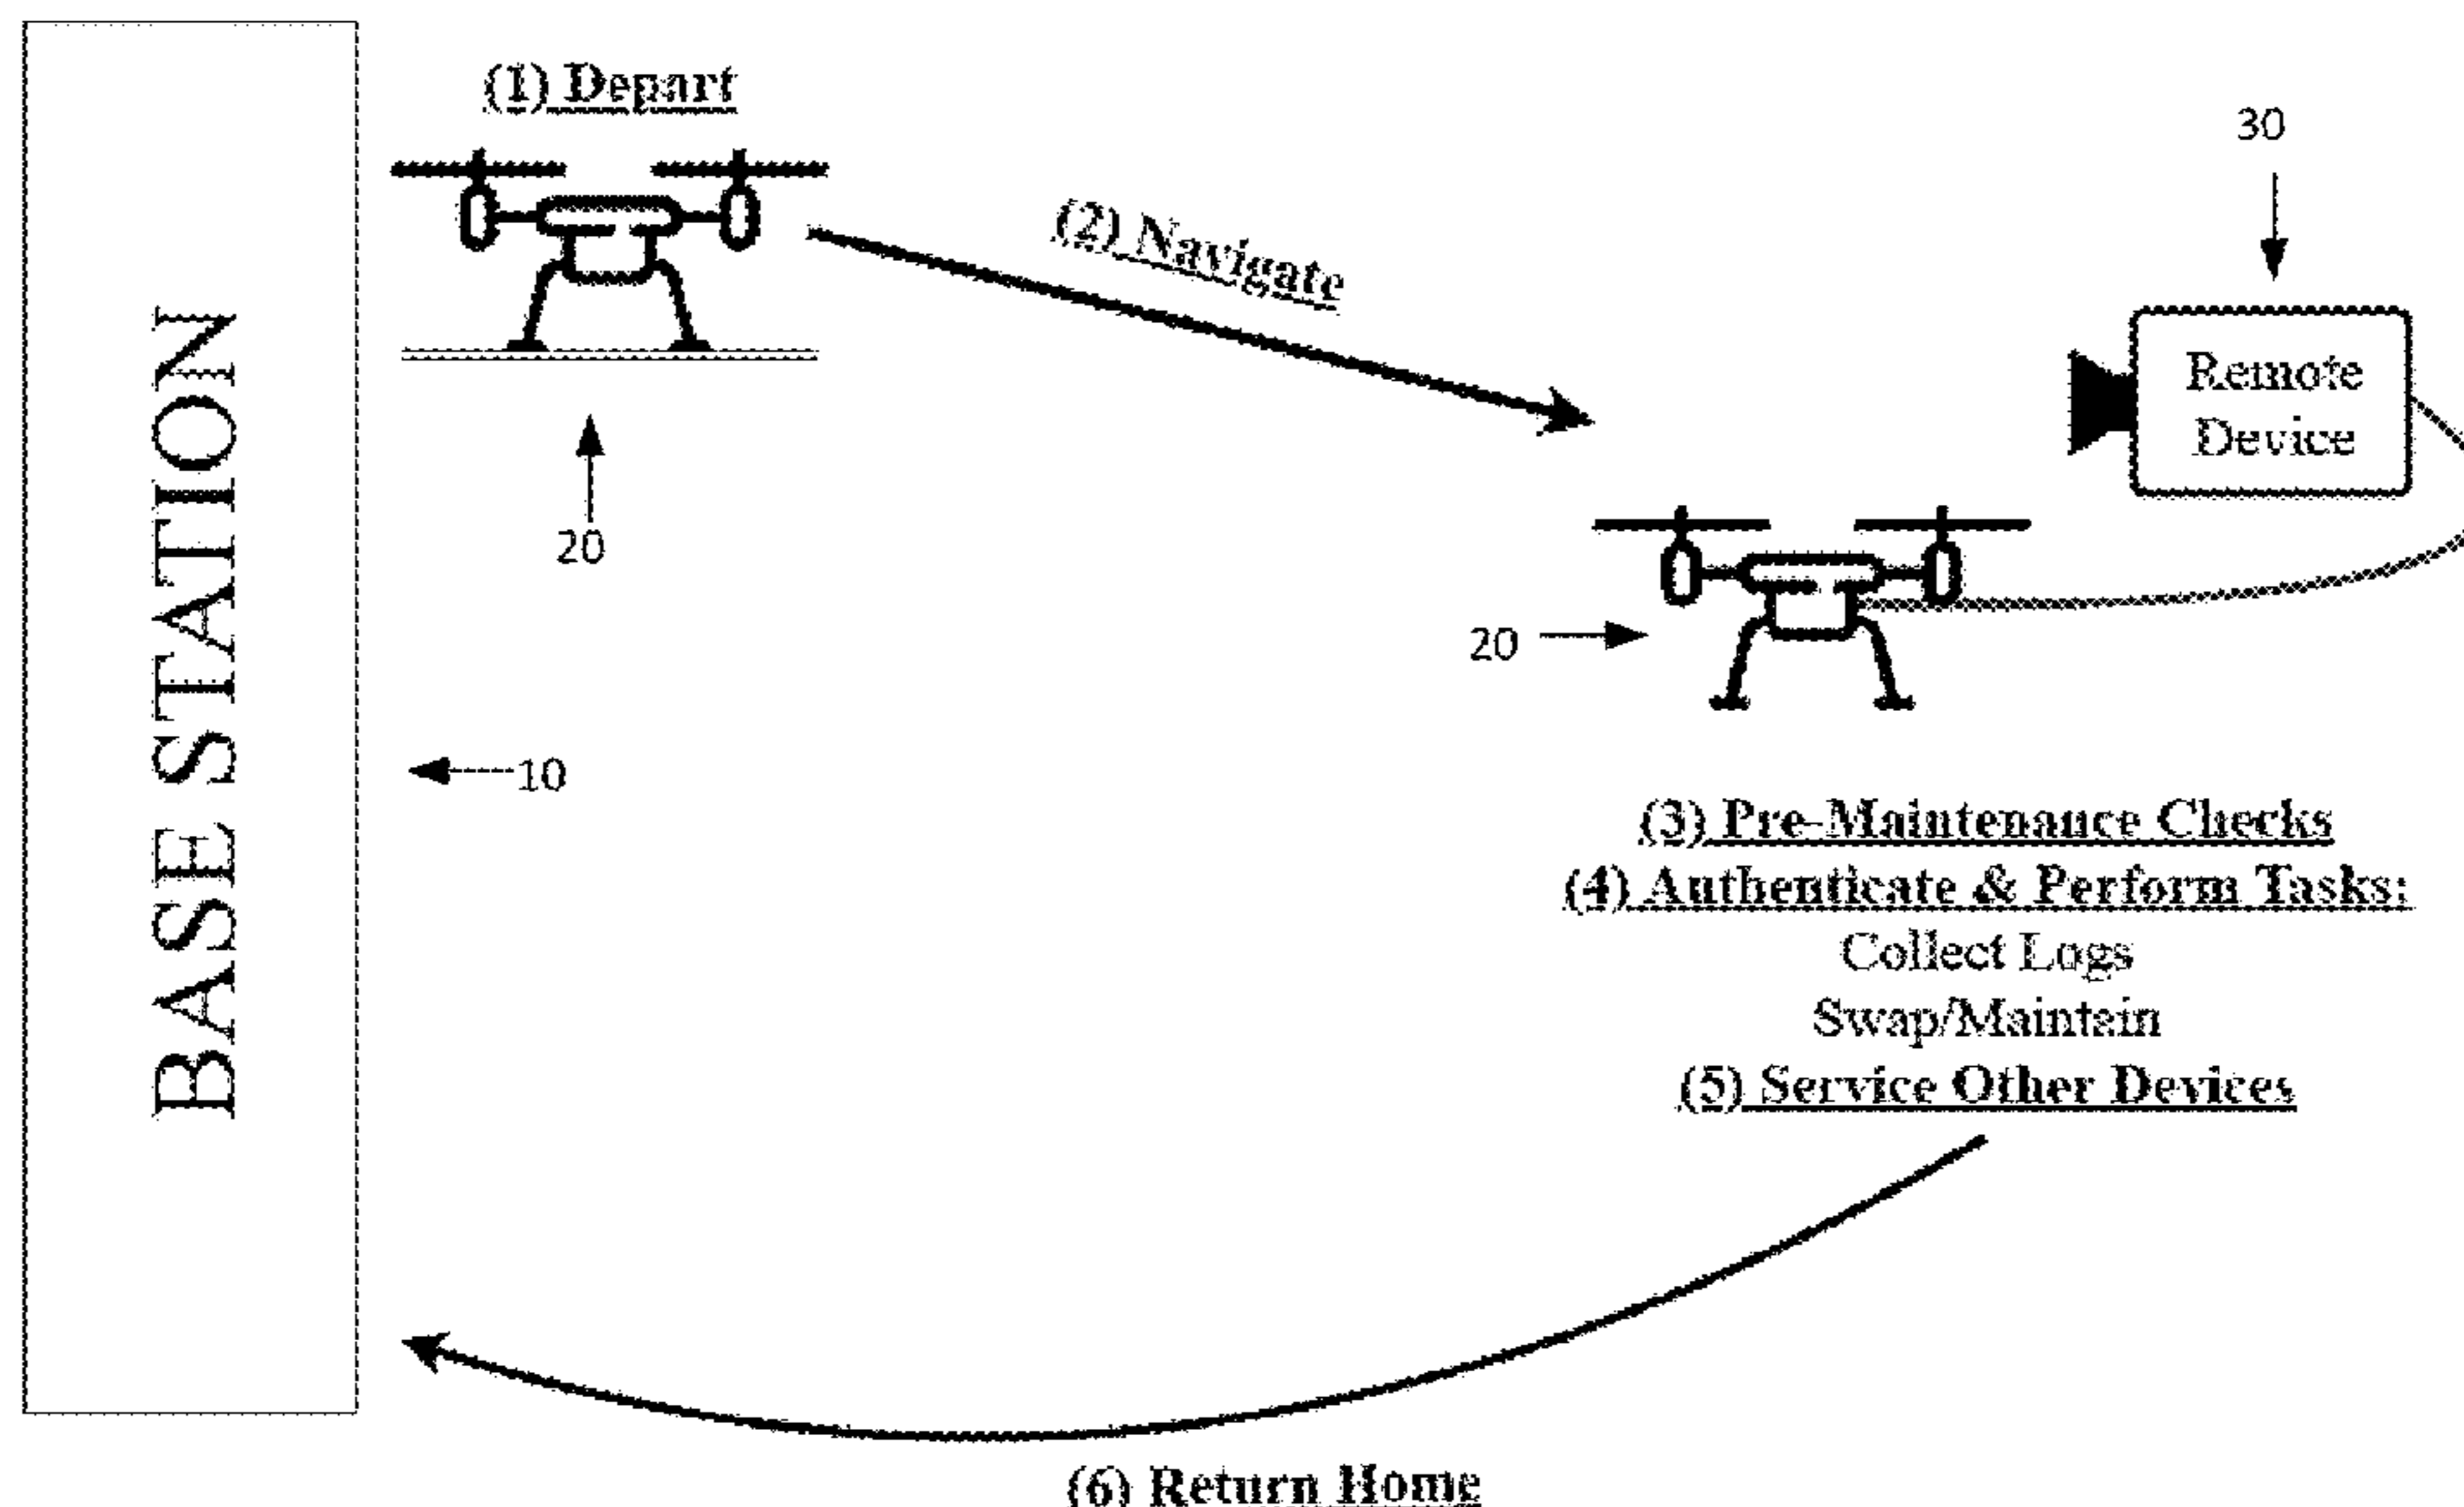 BASE STATION
(1) Depart
20
(2) Navigate
30
Remote
Device
20
10
(3) Pre-Maintenance Checks
(4) Authenticate & Perform Tasks:
Collect Logs
Swap/Maintain
(5) Service Other Devices
(6) Return Home